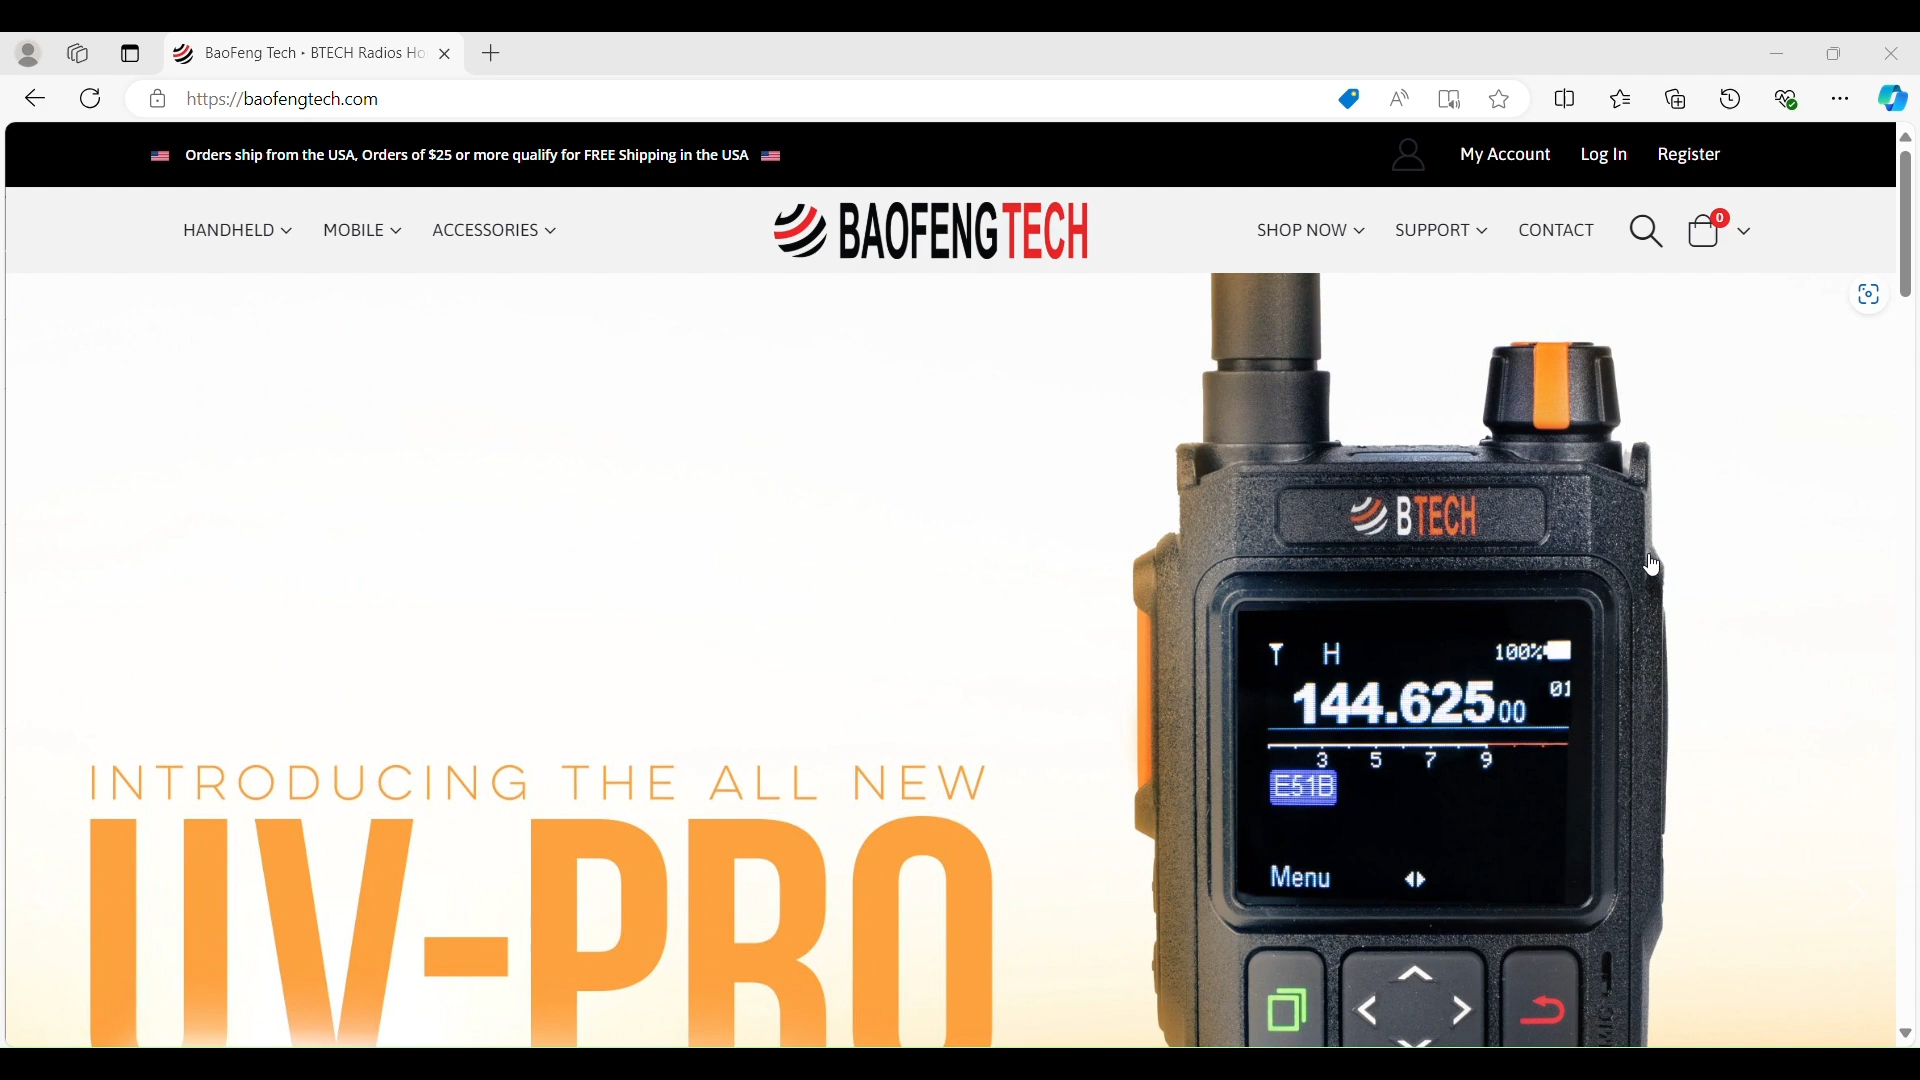 BaoFeng Tech • BTECH Radios Ho
https://baofengtech.com
Orders ship from the USA, Orders of $25 or more qualify for FREE Shipping in the USA
My Account
Log In
Register
HANDHELD
MOBILE
ACCESSORIES
BAOFENGTECH
SHOP NOW
SUPPORT
CONTACT
0
BTECH
H
100%
144.62500
01
3 5 7 9
E51B
Menu
INTRODUCING THE ALL NEW
UV-PRO